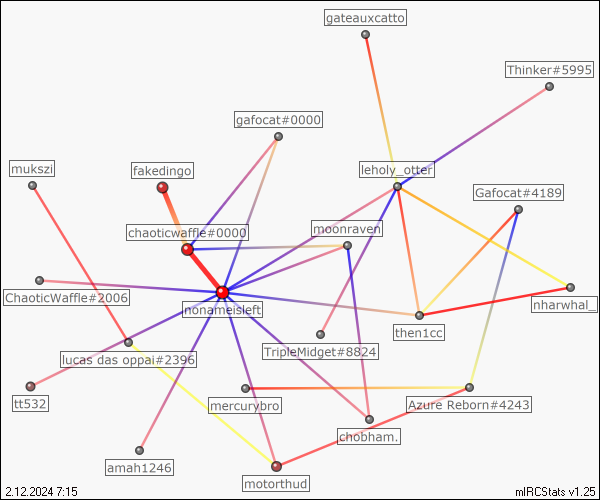 gateauxcatto
Thinker#5995
gafocat#0000
mukszi
fakedingo
leholy_otter
Gafocat#4189
chaoticwaffle#0000
moonraven
ChaoticWaffle#2006
nharwhal_
nonameisleft
then1cc
TripleMidget#8824
lucas das oppai#2396
tt532
mercurybro
Azure Reborn#4243
chobham.
amah1246
motorthud
2.12.2024 7:15
mIRCStats v1.25